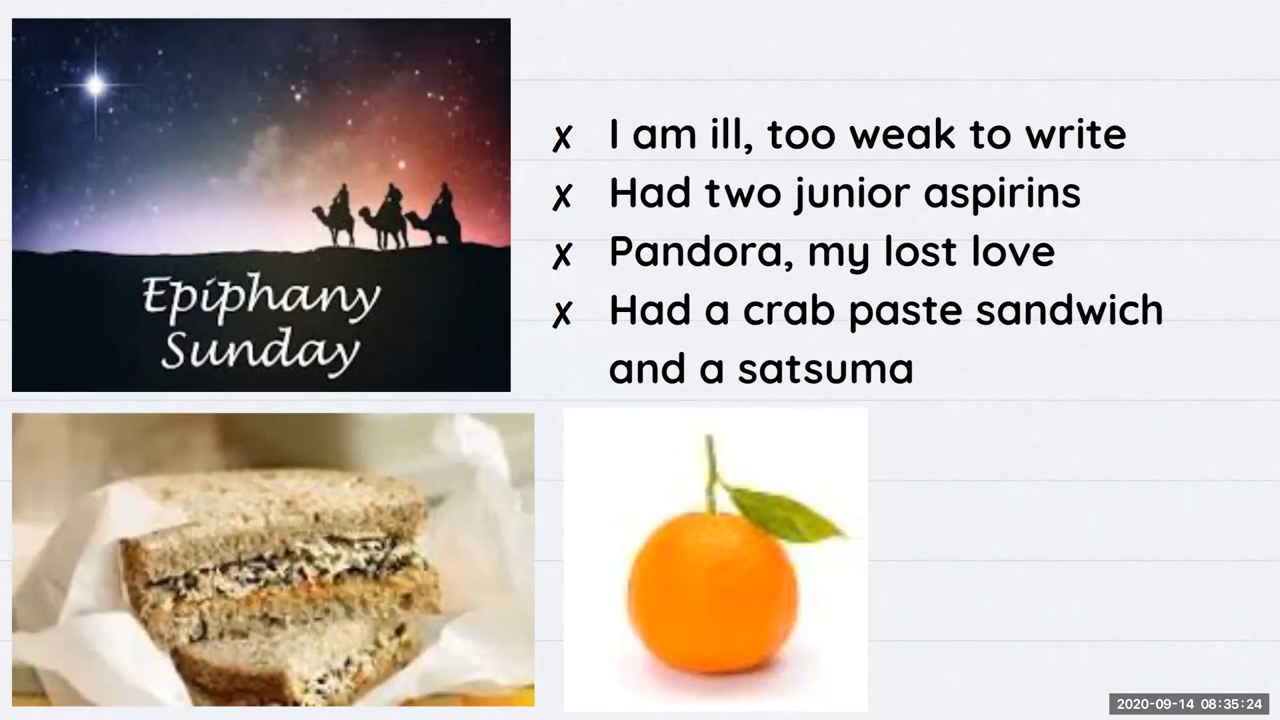 Epiphany
Sunday
✗ I am ill, too weak to write
✗ Had two junior aspirins
✗ Pandora, my lost love
✗ Had a crab paste sandwich
and a satsuma
2020-09-14 08:35:24